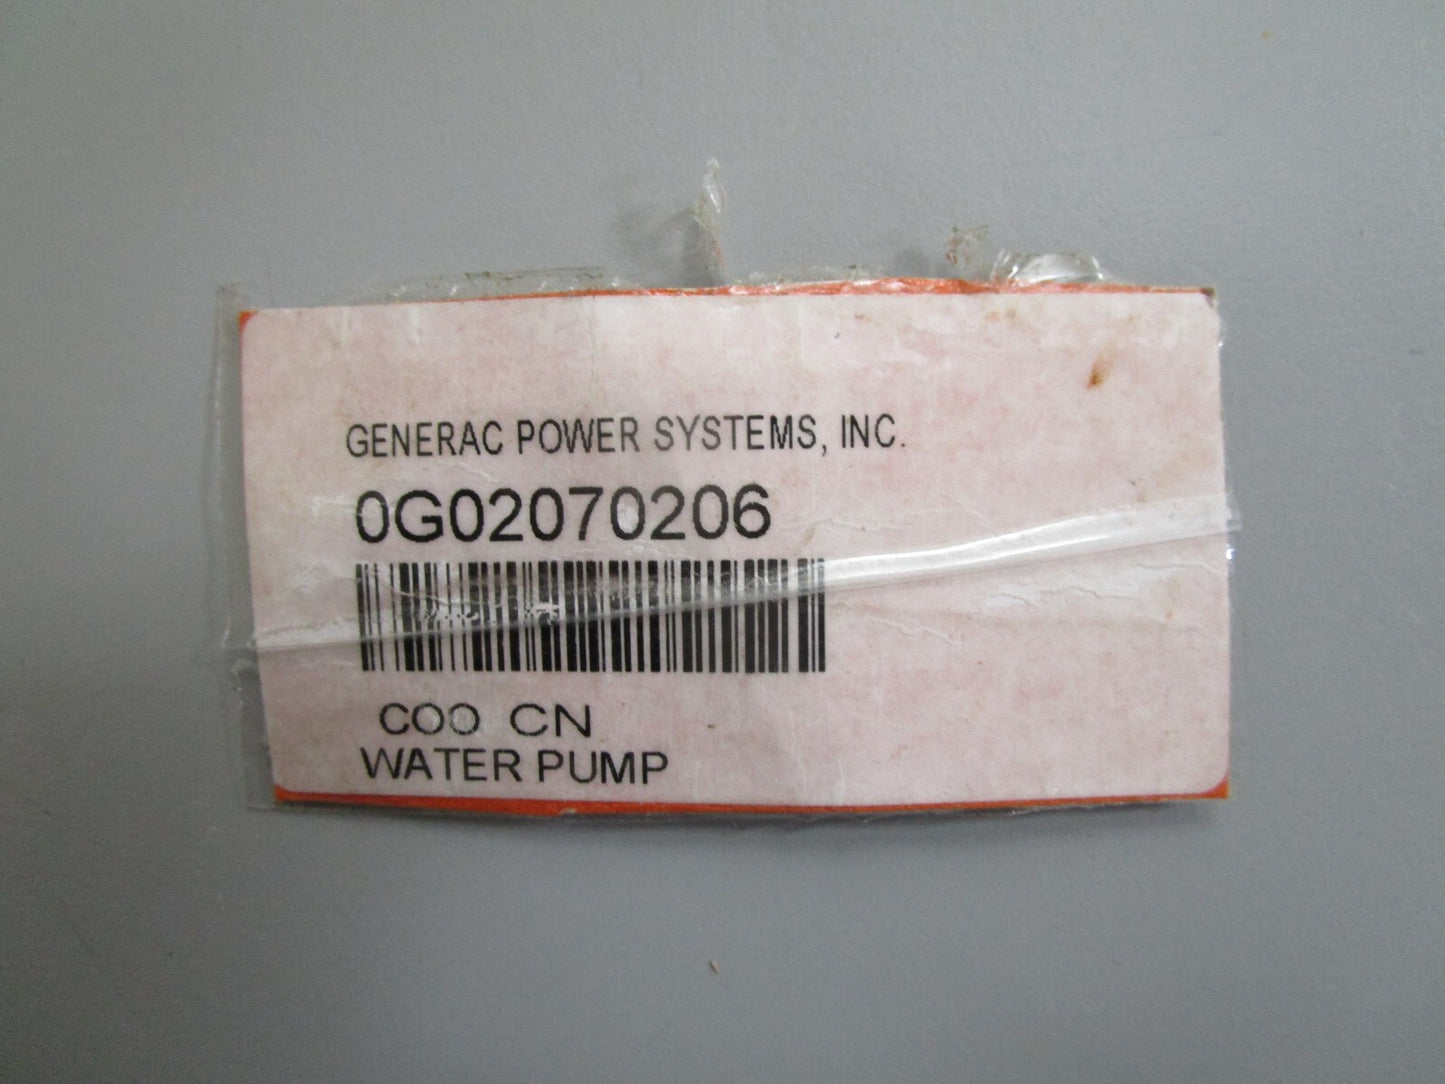 GENERAC POWER SYSTEMS, INC.
0G02070206
COO CN
WATER PUMP